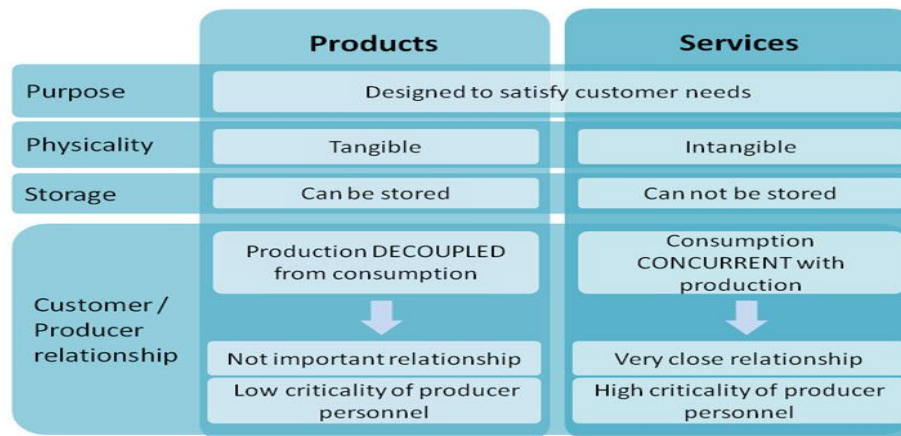 Products
Services
Purpose
Designed to satisfy customer needs
Physicality
Tangible
Intangible
Storage
Can be stored
Can not be stored
Customer /
Producer
relationship
Production DECOUPLED
from consumption
Consumption
CONCURRENT with
production
Not important relationship
Very close relationship
Low criticality of producer
personnel
High criticality of producer
personnel